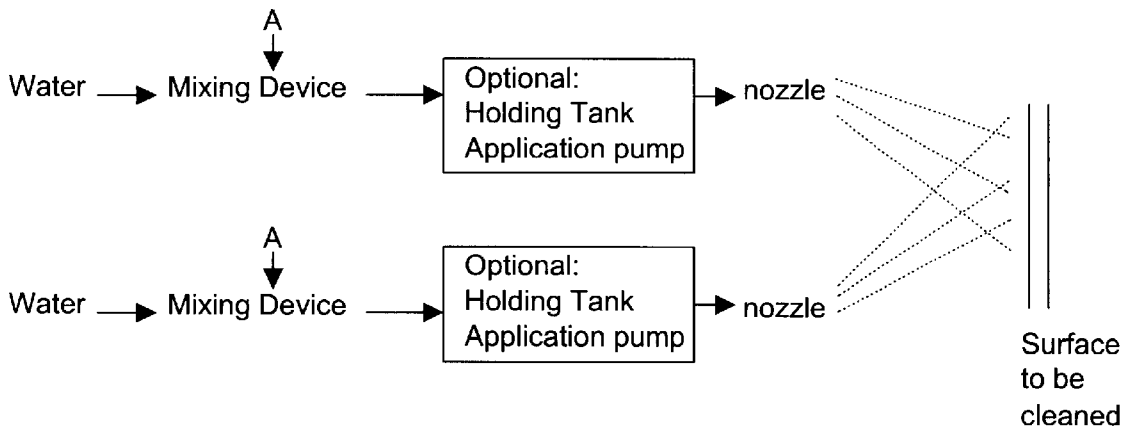 A
Water
Mixing Device
Optional:
Holding Tank
Application pump
nozzle
A
Water
Mixing Device
Optional:
Holding Tank
Application pump
nozzle
Surface
to be
cleaned